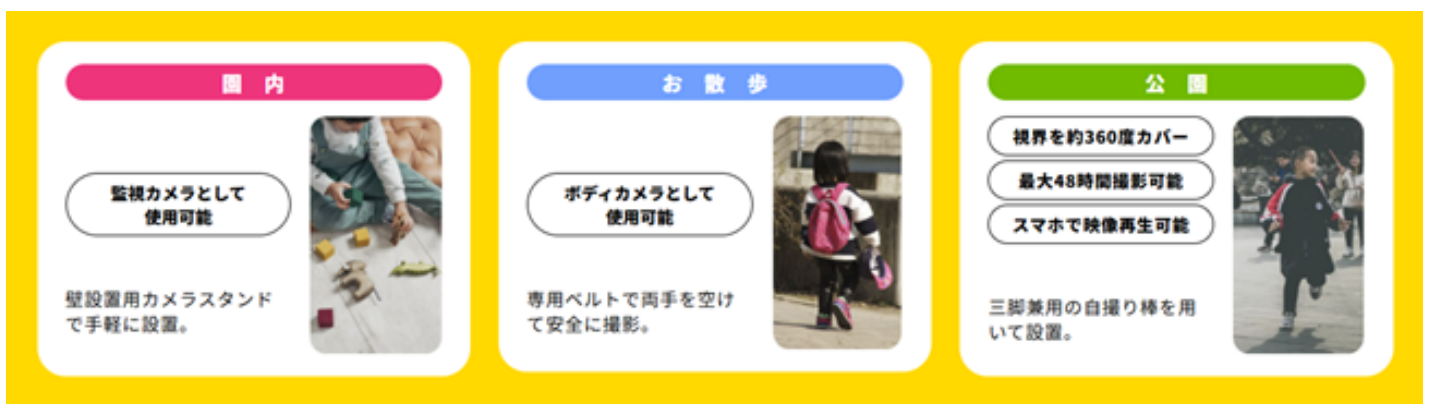 園 内
監視カメラとして
使用可能
壁設置用カメラスタンド
で手軽に設置。
お 散 歩
ボディカメラとして
使用可能
専用ベルトで両手を空け
て安全に撮影。
公 園
視界を約360度カバー
最大48時間撮影可能
スマホで映像再生可能
三脚兼用の自撮り棒を用
いて設置。